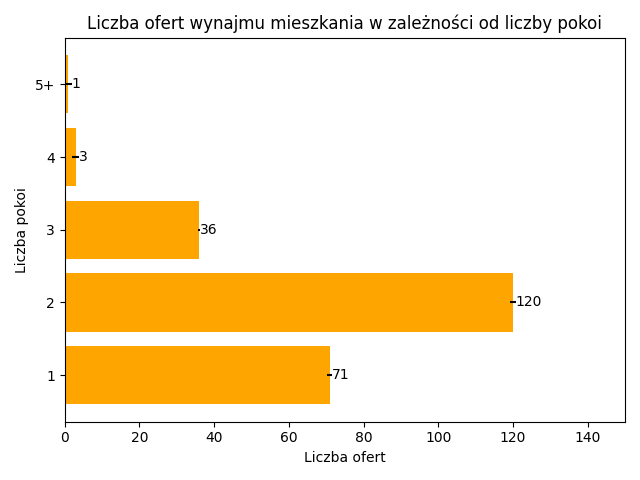 Liczba ofert wynajmu mieszkania w zależności od liczby pokoi
Liczba pokoi
5+ 1
4 3
3 36
2 120
1 71
0 20 40 60 80 100 120 140
Liczba ofert